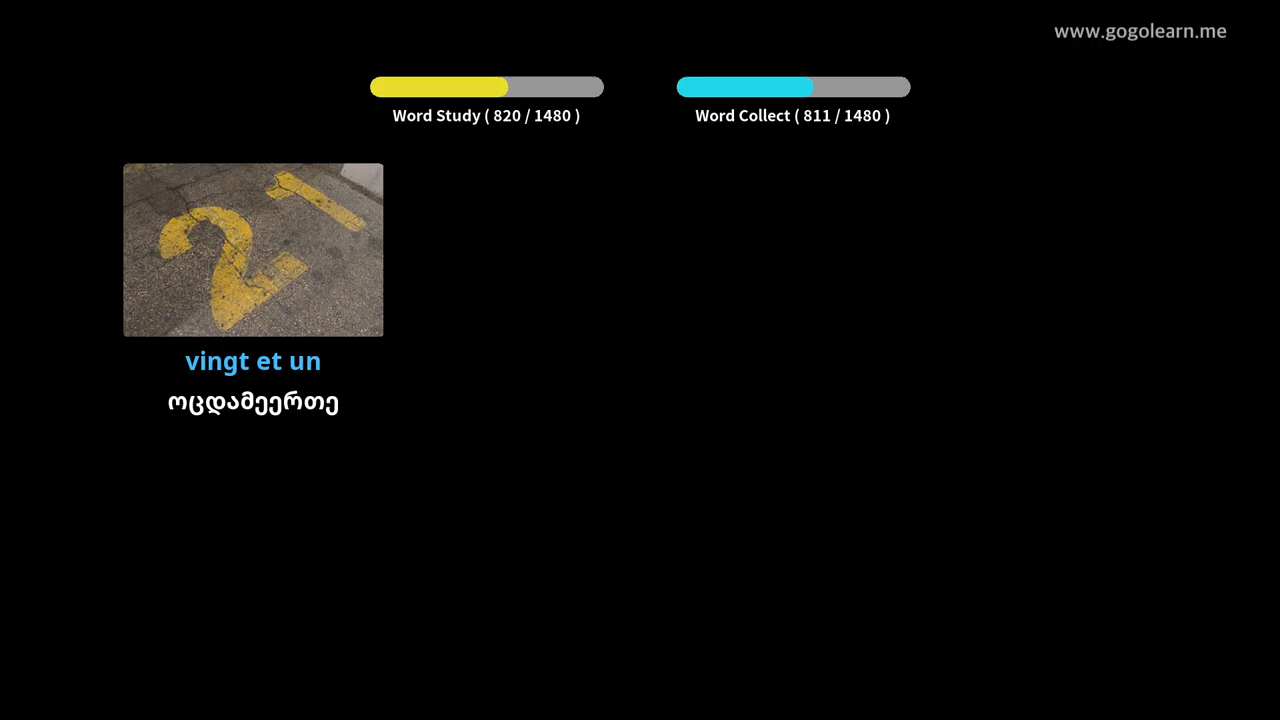 www.gogolearn.me
Word Study ( 820 / 1480 )
Word Collect ( 811 / 1480 )
21
vingt et un
ოცდამეერთე